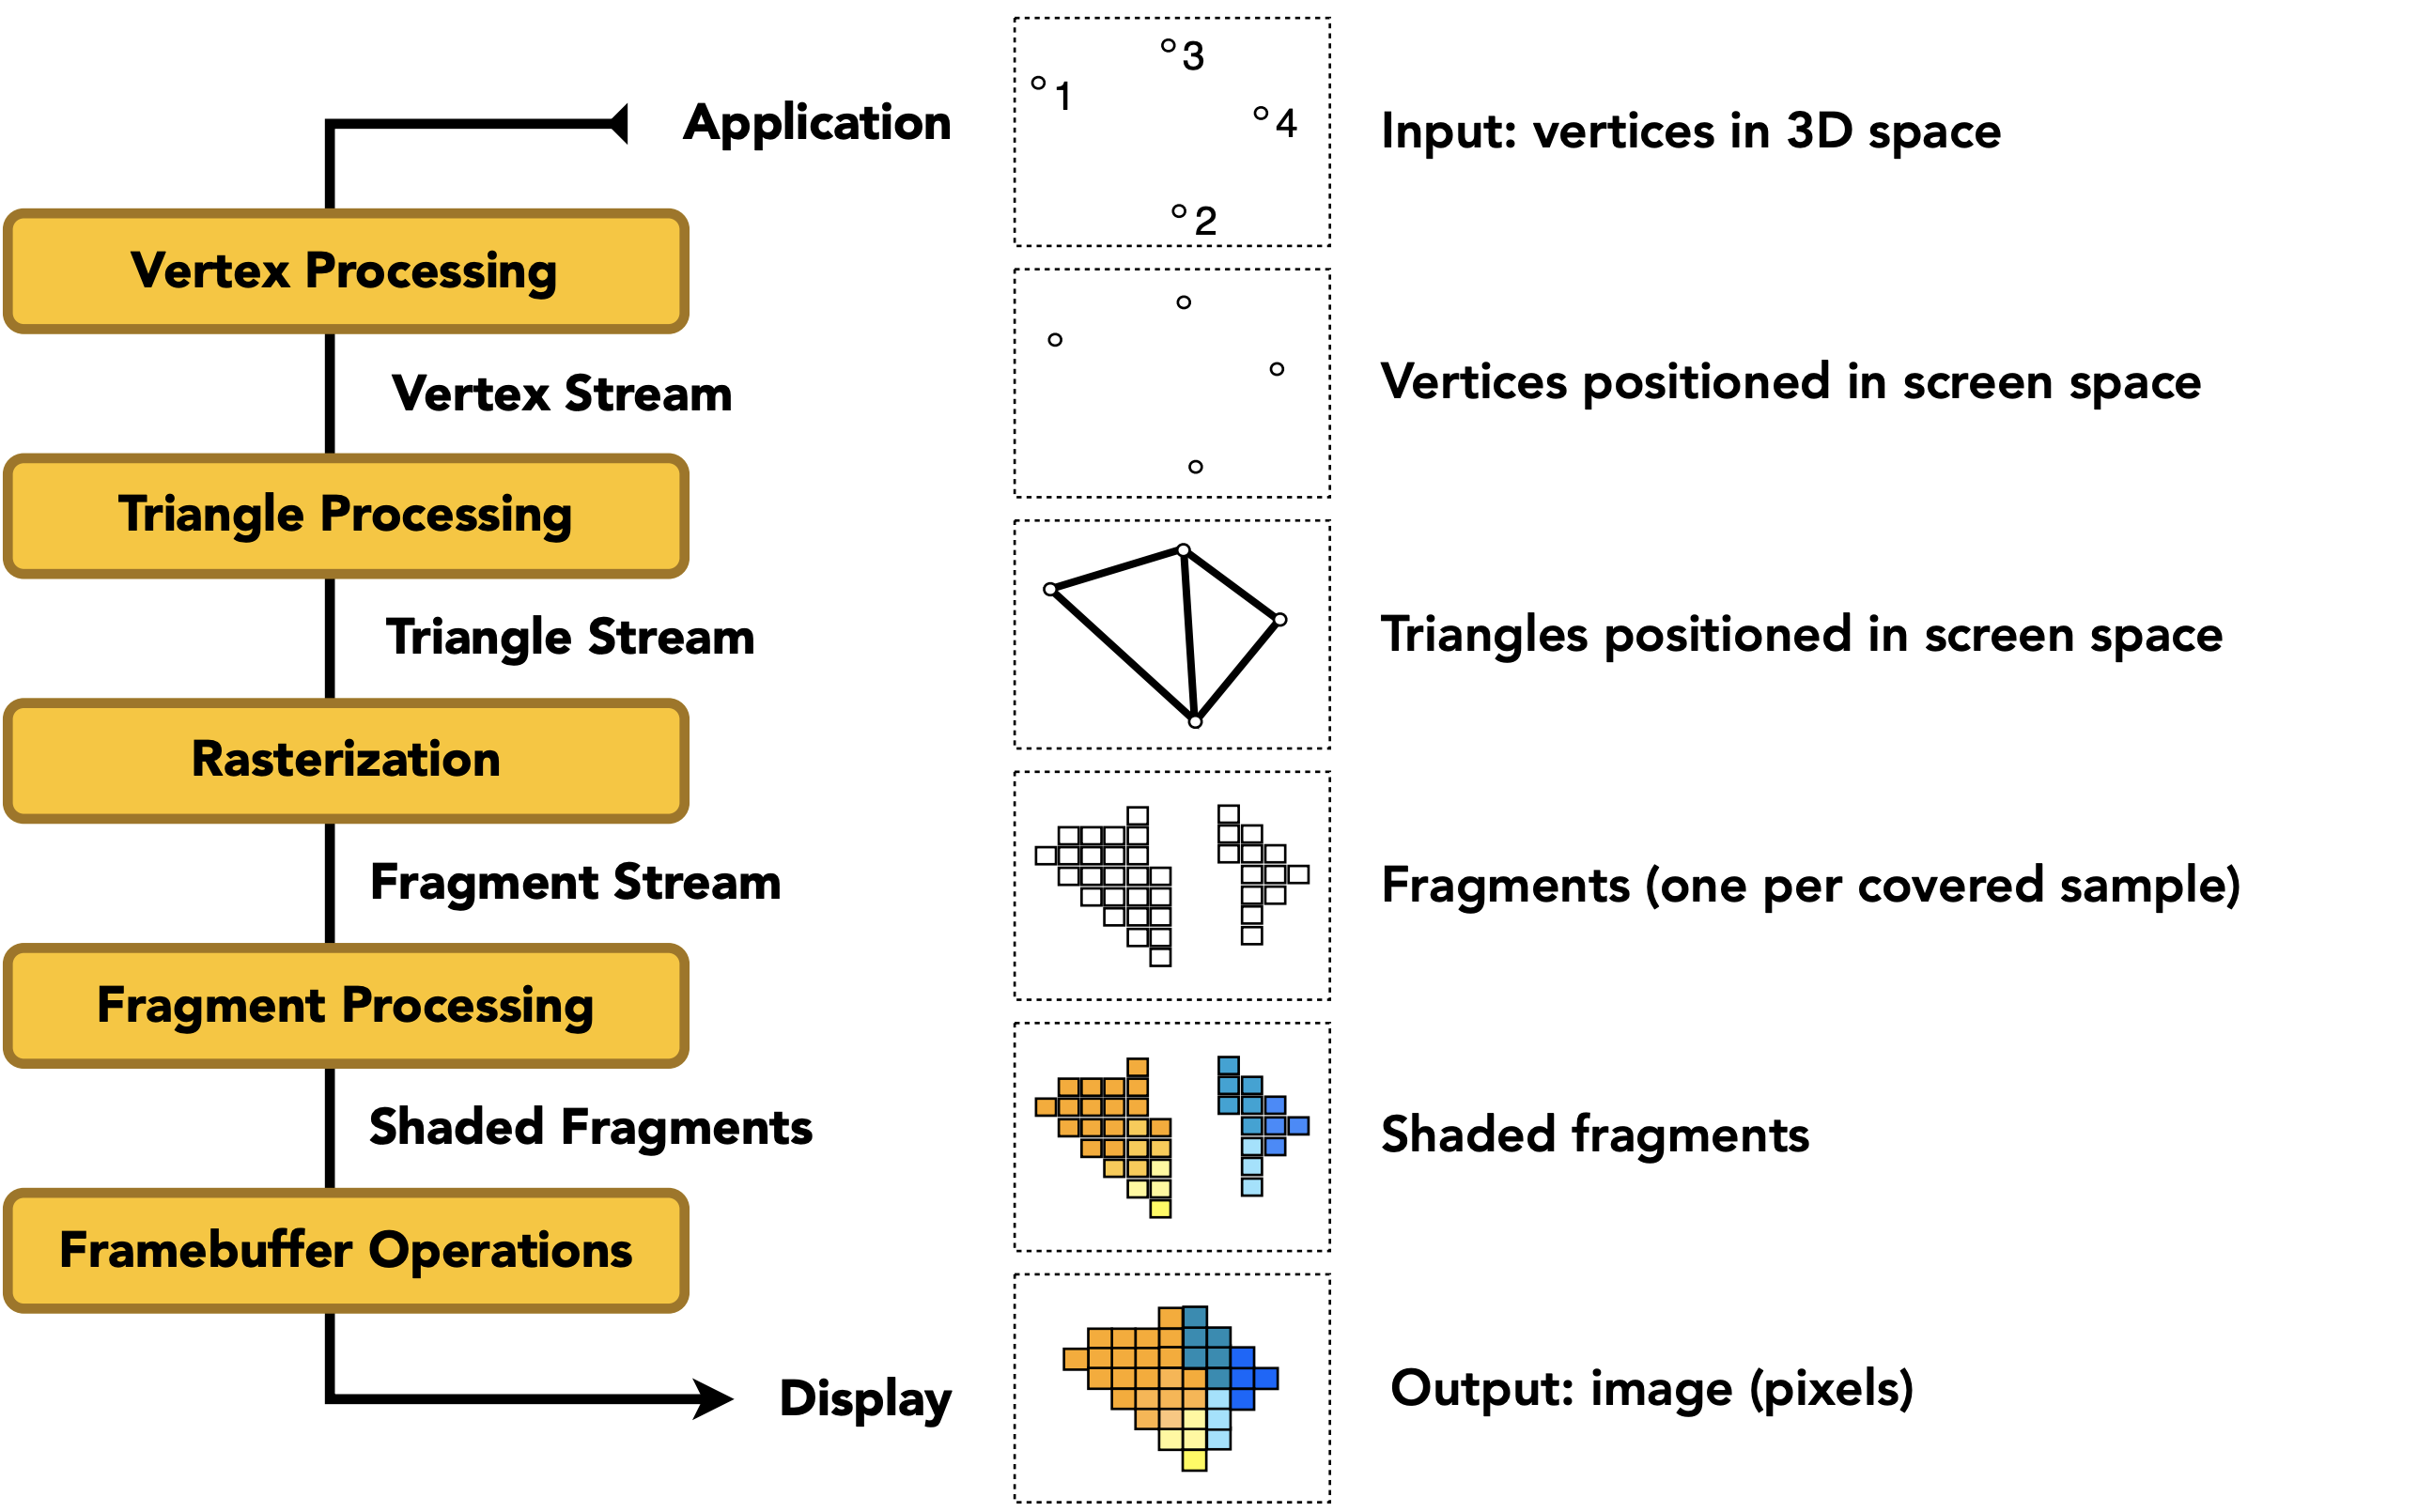 Application
3
1
4
2
Input: vertices in 3D space
Vertex Processing
Vertex Stream
Vertices positioned in screen space
Triangle Processing
Triangle Stream
Triangles positioned in screen space
Rasterization
Fragment Stream
Fragments (one per covered sample)
Fragment Processing
Shaded Fragments
Shaded fragments
Framebuffer Operations
Display
Output: image (pixels)